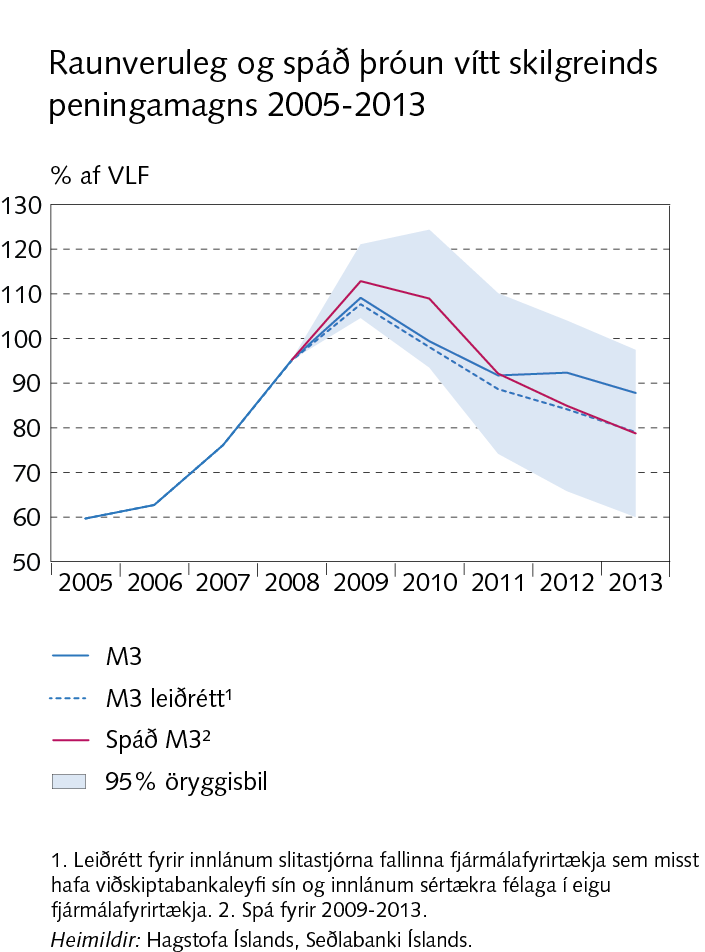 Raunveruleg og spáð þróun vítt skilgreinds
peningamagns 2005-2013
% af VLF
130
120
110
100
90
80
70
60
50
2005 2006 2007 2008 2009 2010 2011 2012 2013
M3
M3 leiðrétt¹
Spáð M3²
95% öryggisbil
1. Leiðrétt fyrir innlánum slitastjórna fallinna fjármálafyrirtækja sem misst
hafa viðskiptabankaleyfi sín og innlánum sértækra félaga í eigu
fjármálafyrirtækja. 2. Spá fyrir 2009-2013.
Heimildir: Hagstofa Íslands, Seðlabanki Íslands.